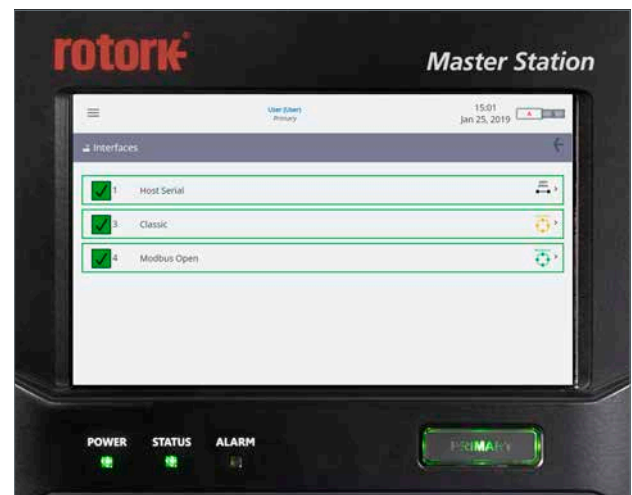 rotork
Master Station
User (User)
Primary
15:01
Jan 25, 2019
A
Interfaces
1 Host Serial
3 Classic
4 Modbus Open
POWER STATUS ALARM
PRIMARY